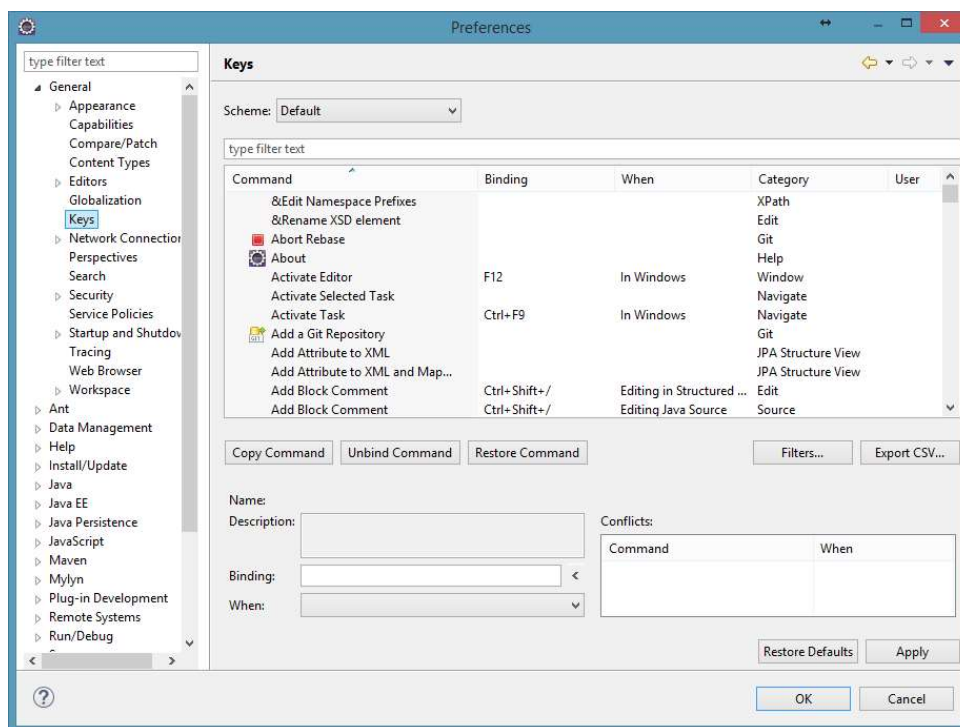 Preferences
type filter text
General
Appearance
Capabilities
Compare/Patch
Content Types
Editors
Globalization
Keys
Network Connection
Perspectives
Search
Security
Service Policies
Startup and Shutdov
Tracing
Web Browser
Workspace
Ant
Data Management
Help
Install/Update
Java
Java EE
Java Persistence
JavaScript
Maven
Mylyn
Plug-in Development
Remote Systems
Run/Debug
Keys
Scheme: Default
type filter text
Command Binding When Category User
&Edit Namespace Prefixes XPath
&Rename XSD element Edit
Abort Rebase Git
About Help
Activate Editor F12 In Windows Window
Activate Selected Task Navigate
Activate Task Ctrl+F9 In Windows Navigate
Add a Git Repository Git
Add Attribute to XML JPA Structure View
Add Attribute to XML and Map... JPA Structure View
Add Block Comment Ctrl+Shift+/ Editing in Structured ... Edit
Add Block Comment Ctrl+Shift+/ Editing Java Source Source
Copy Command Unbind Command Restore Command Filters... Export CSV...
Name:
Description:
Binding:
When:
Conflicts:
Command When
Restore Defaults Apply
OK Cancel